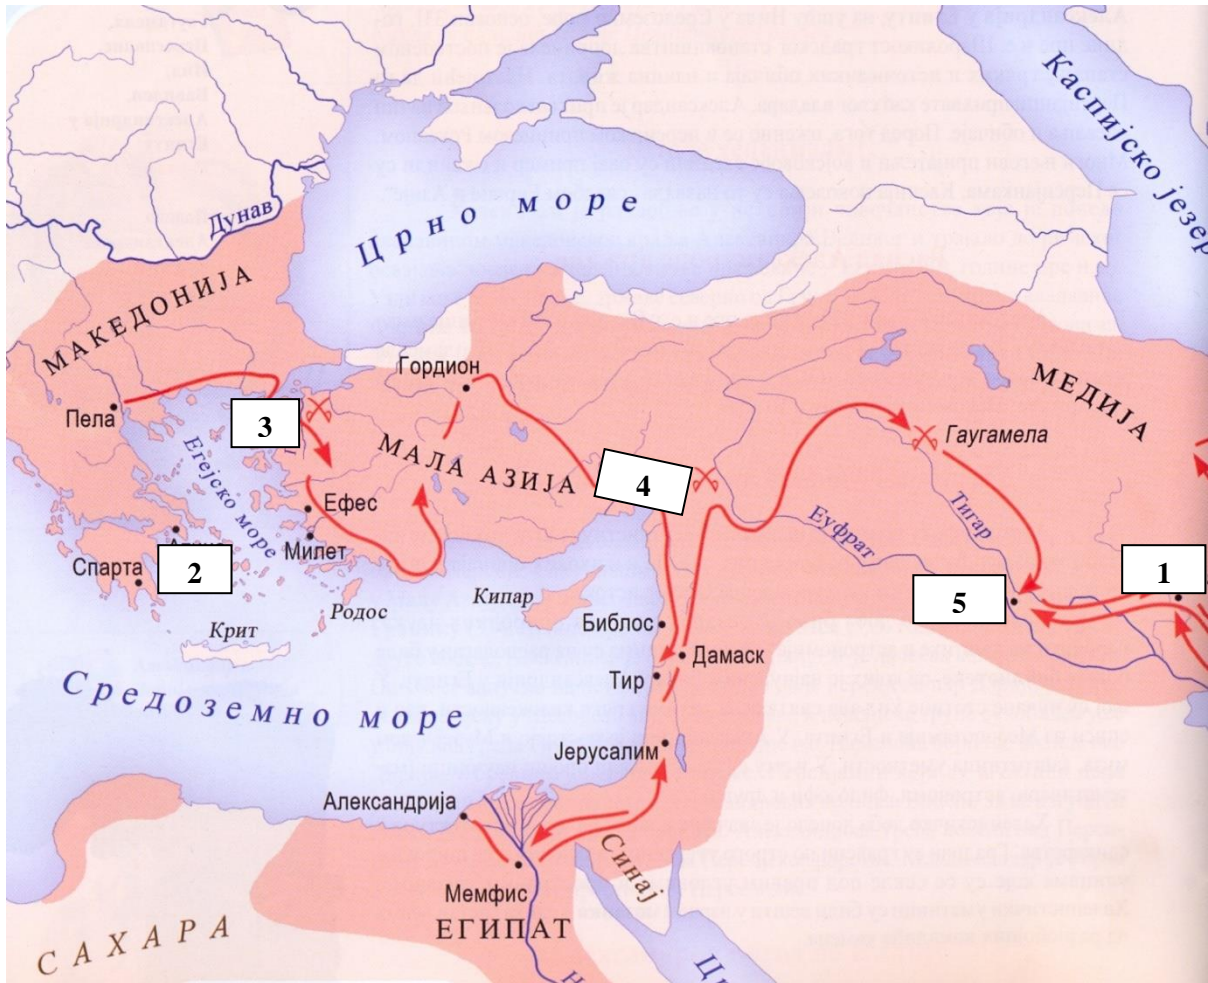 Каспијско језер
Дунав
Црно море
МАКЕДОНИЈА
Гордион
МЕДИЈА
Пела
3
Гаугамела
Егејско море
МАЛА АЗИЈА
4
Ефес
Тигар
Еуфрат
Милет
Спарта
2
1
5
Кипар
Родос
Библос
Крит
Дамаск
Тир
Средоземно море
Јерусалим
Александрија
Синај
Мемфис
ЕГИПАТ
САХАРА